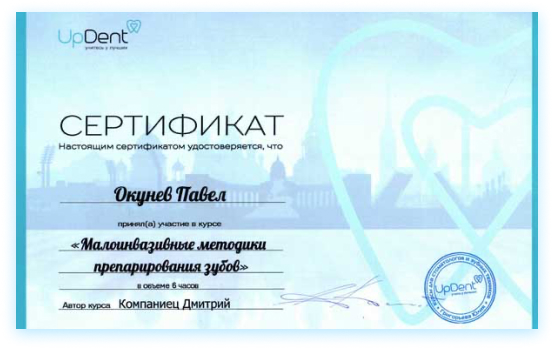 UpDent
учитесь у лучших
СЕРТИФИКАТ
Настоящим сертификатом удостоверяется, что
Окунев Павел
принял(а) участие в курсе
«Малоинвазивные методики
препарирования зубов»
в объеме 6 часов
Автор курса Компаниец Дмитрий
UpDent